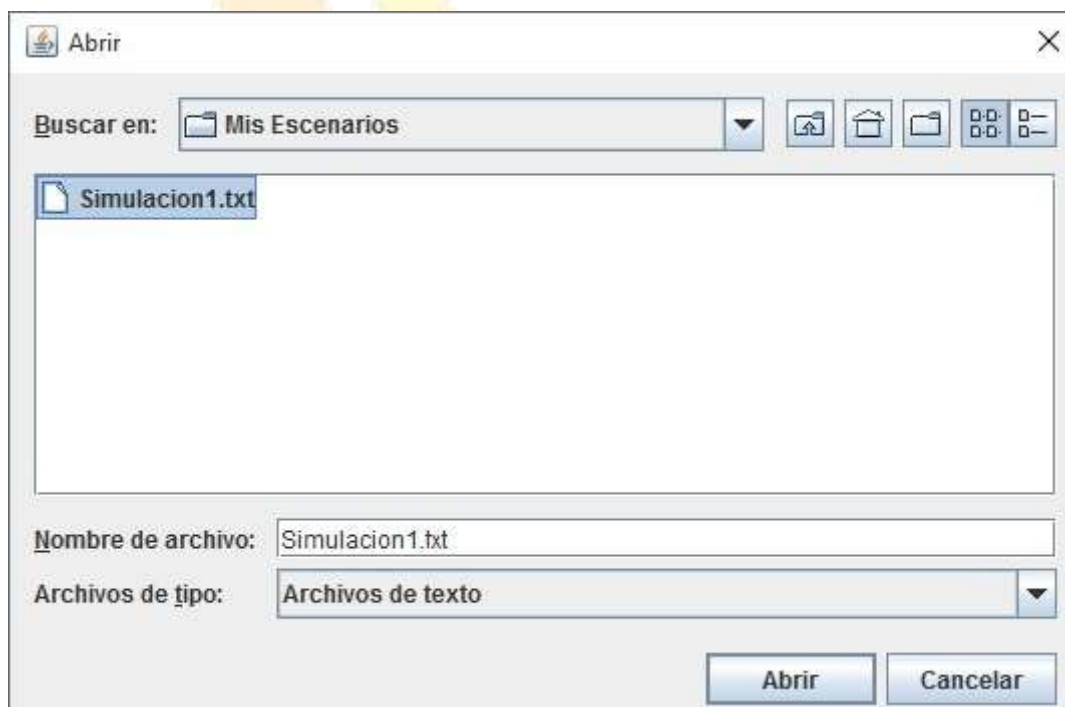 Abrir
Buscar en: Mis Escenarios
Simulacion1.txt
Nombre de archivo: Simulacion1.txt
Archivos de tipo: Archivos de texto
Abrir Cancelar